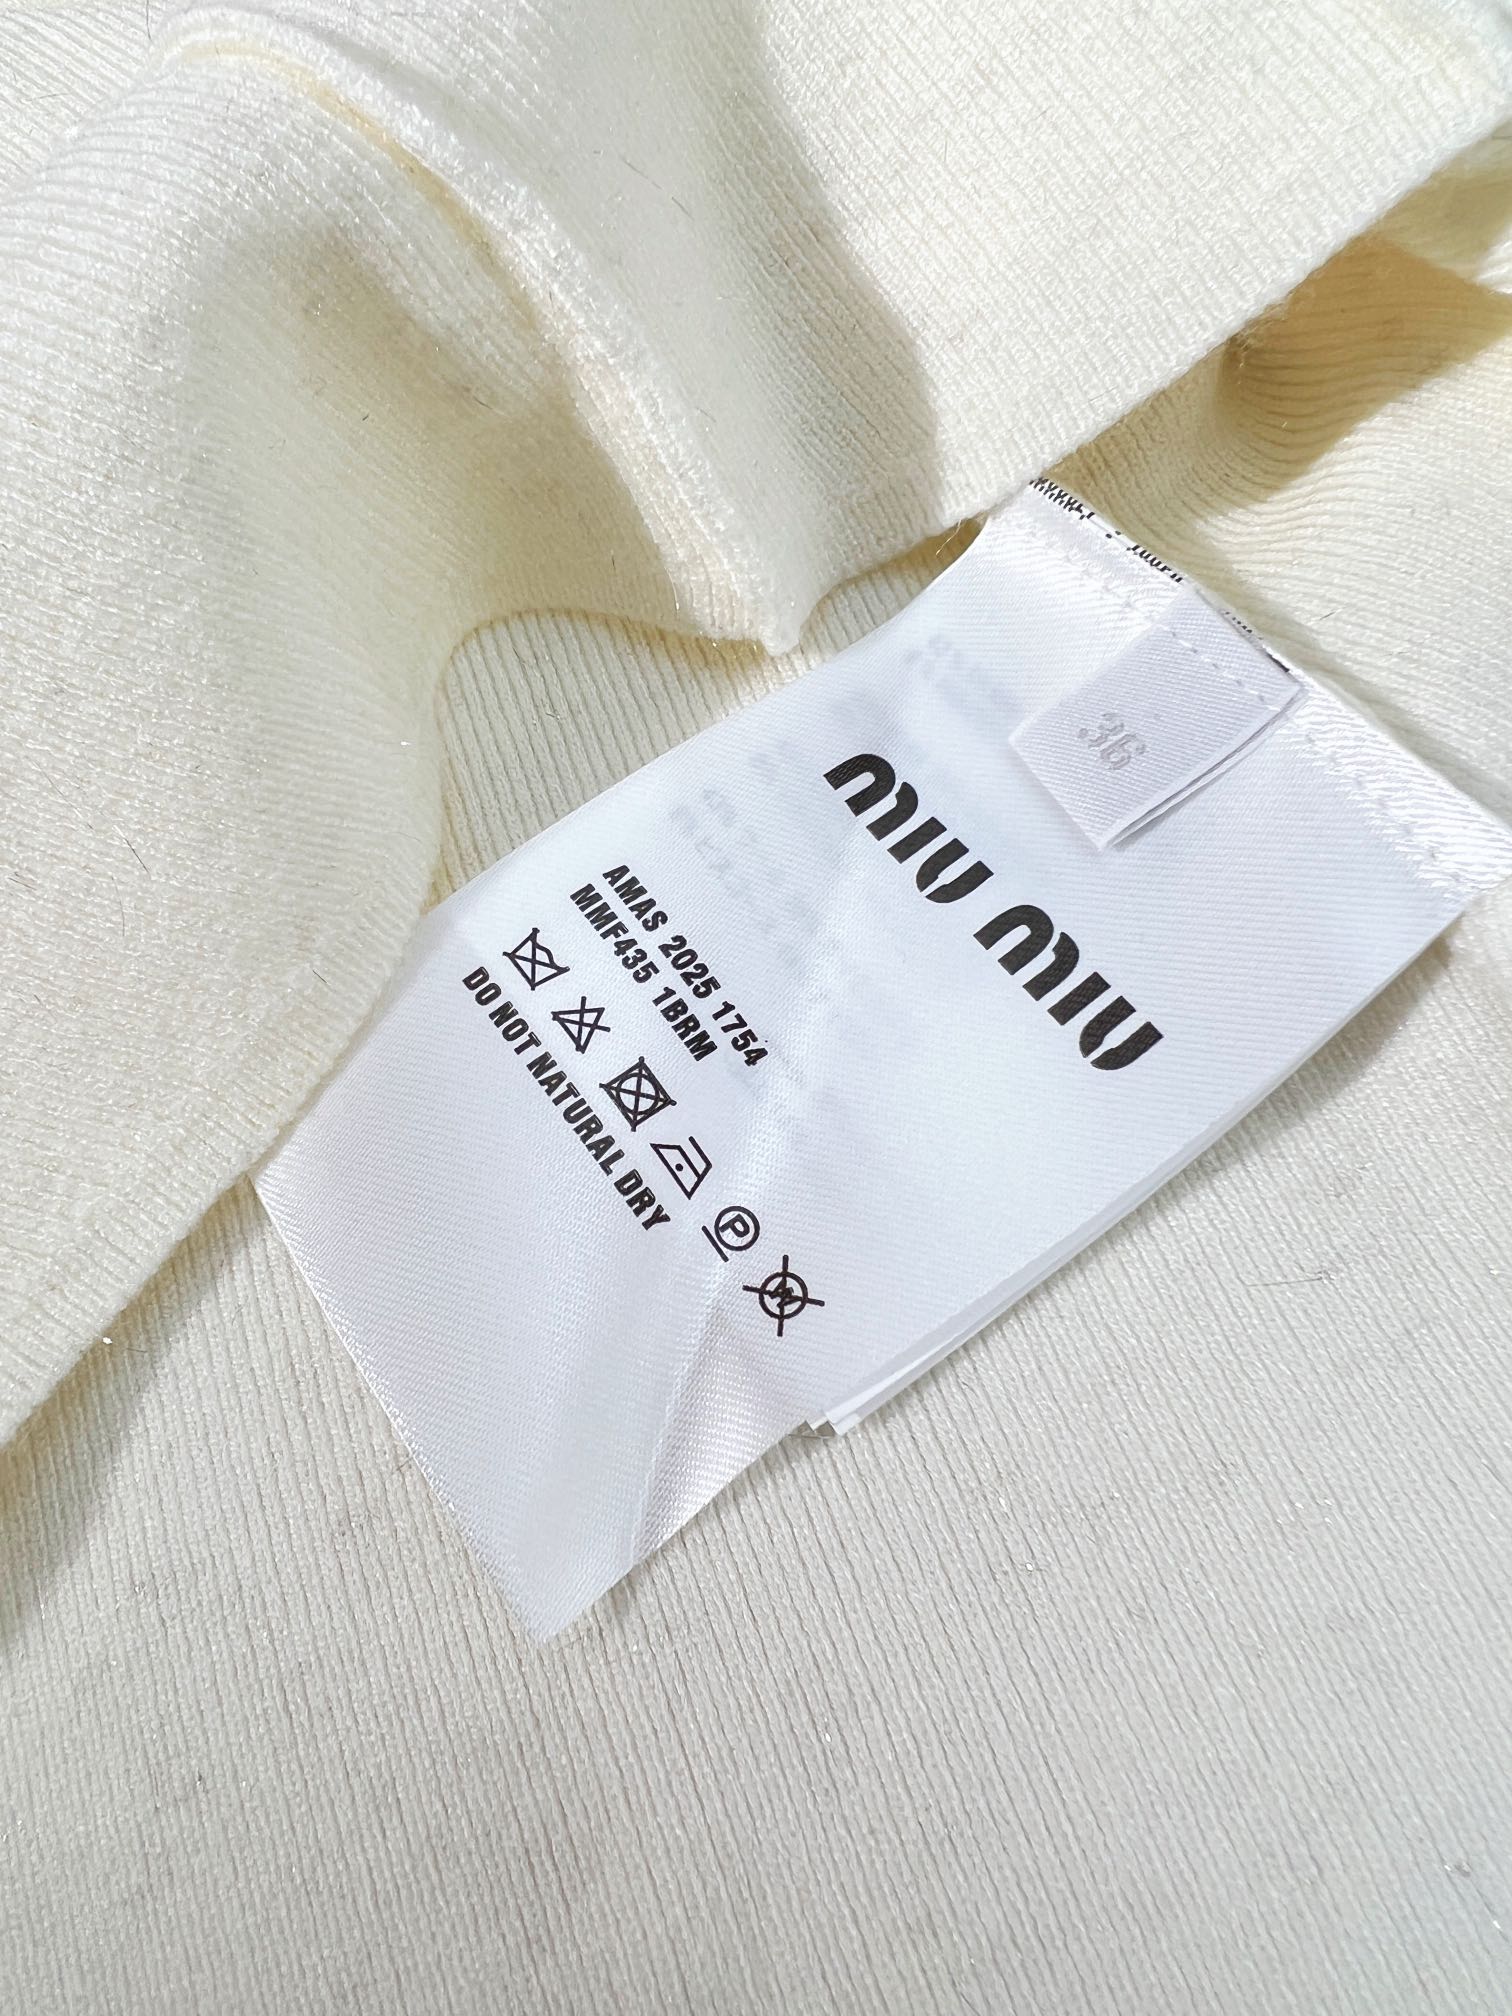 36
miu miu
AMAS 2025 1754
MMF435 1BRM
P
DO NOT NATURAL DRY